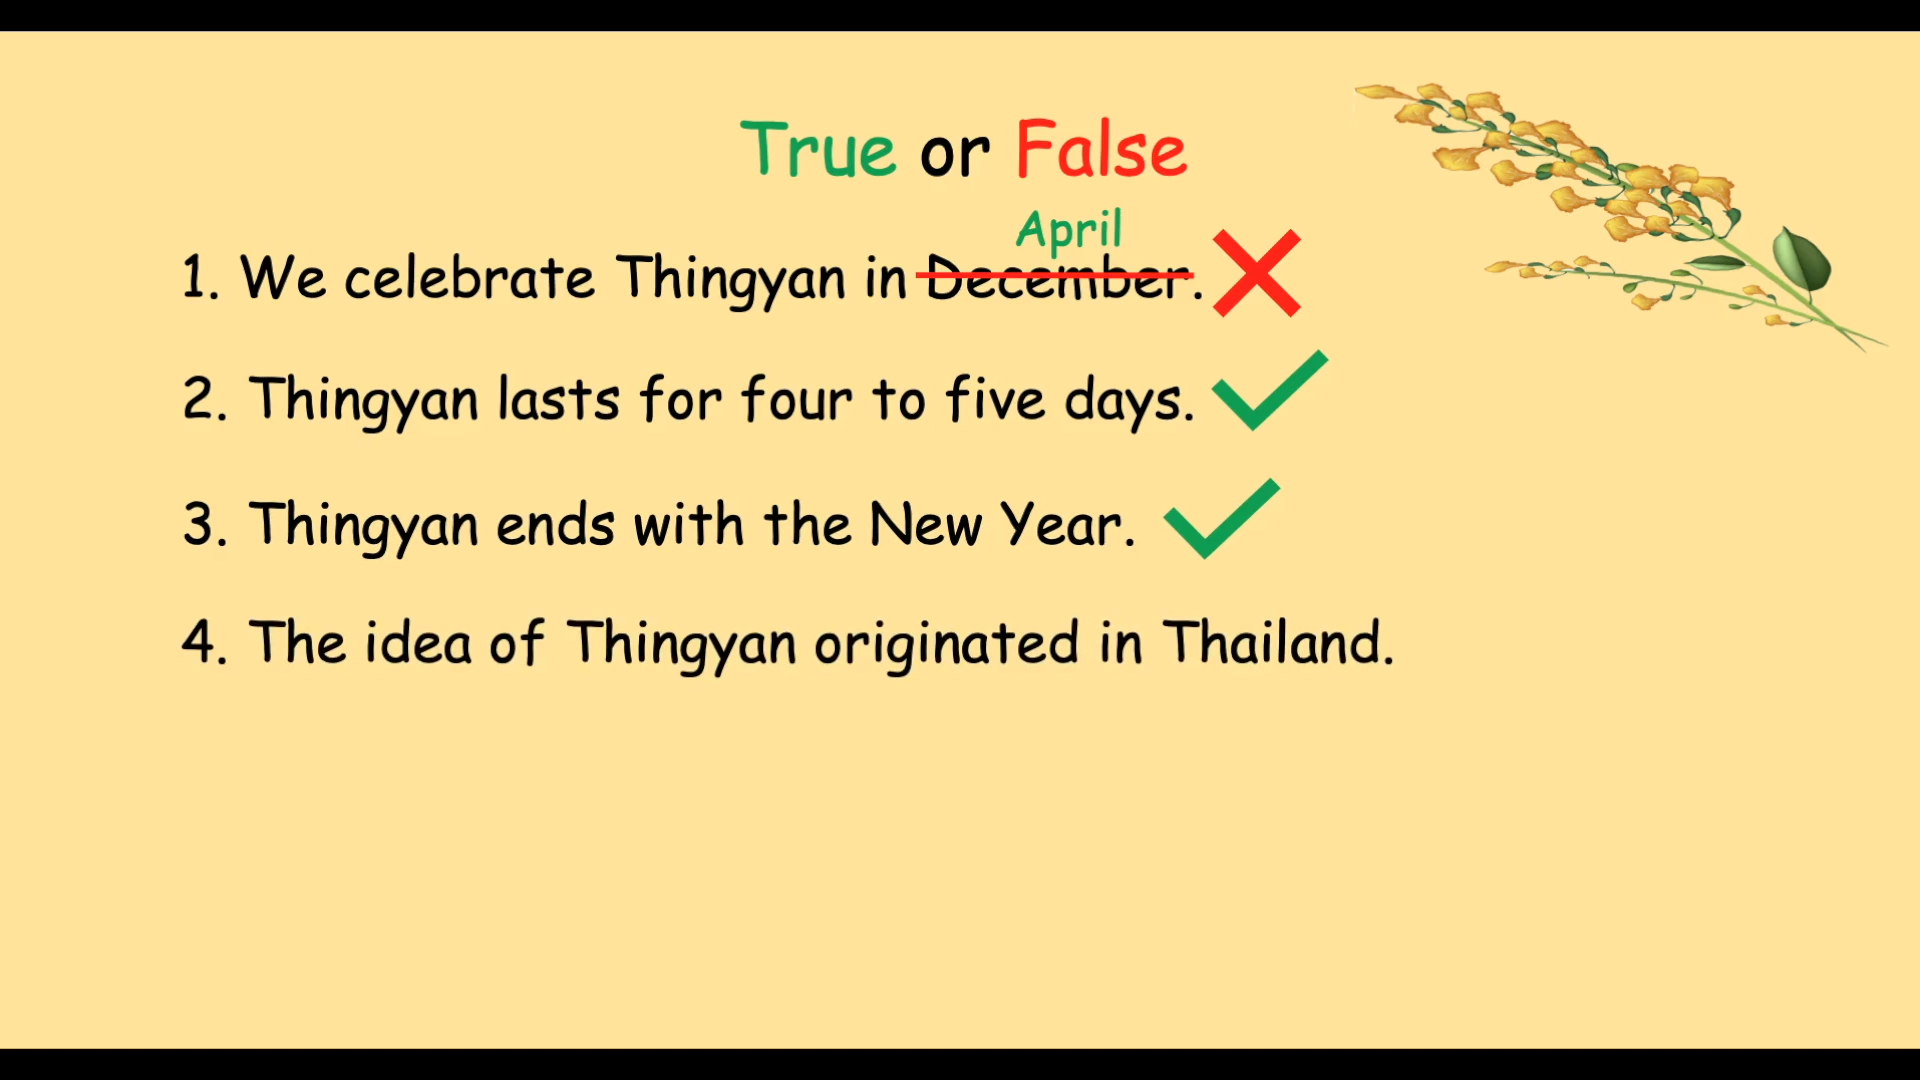 True or False
April
1. We celebrate Thingyan in December.
2. Thingyan lasts for four to five days.
3. Thingyan ends with the New Year.
4. The idea of Thingyan originated in Thailand.